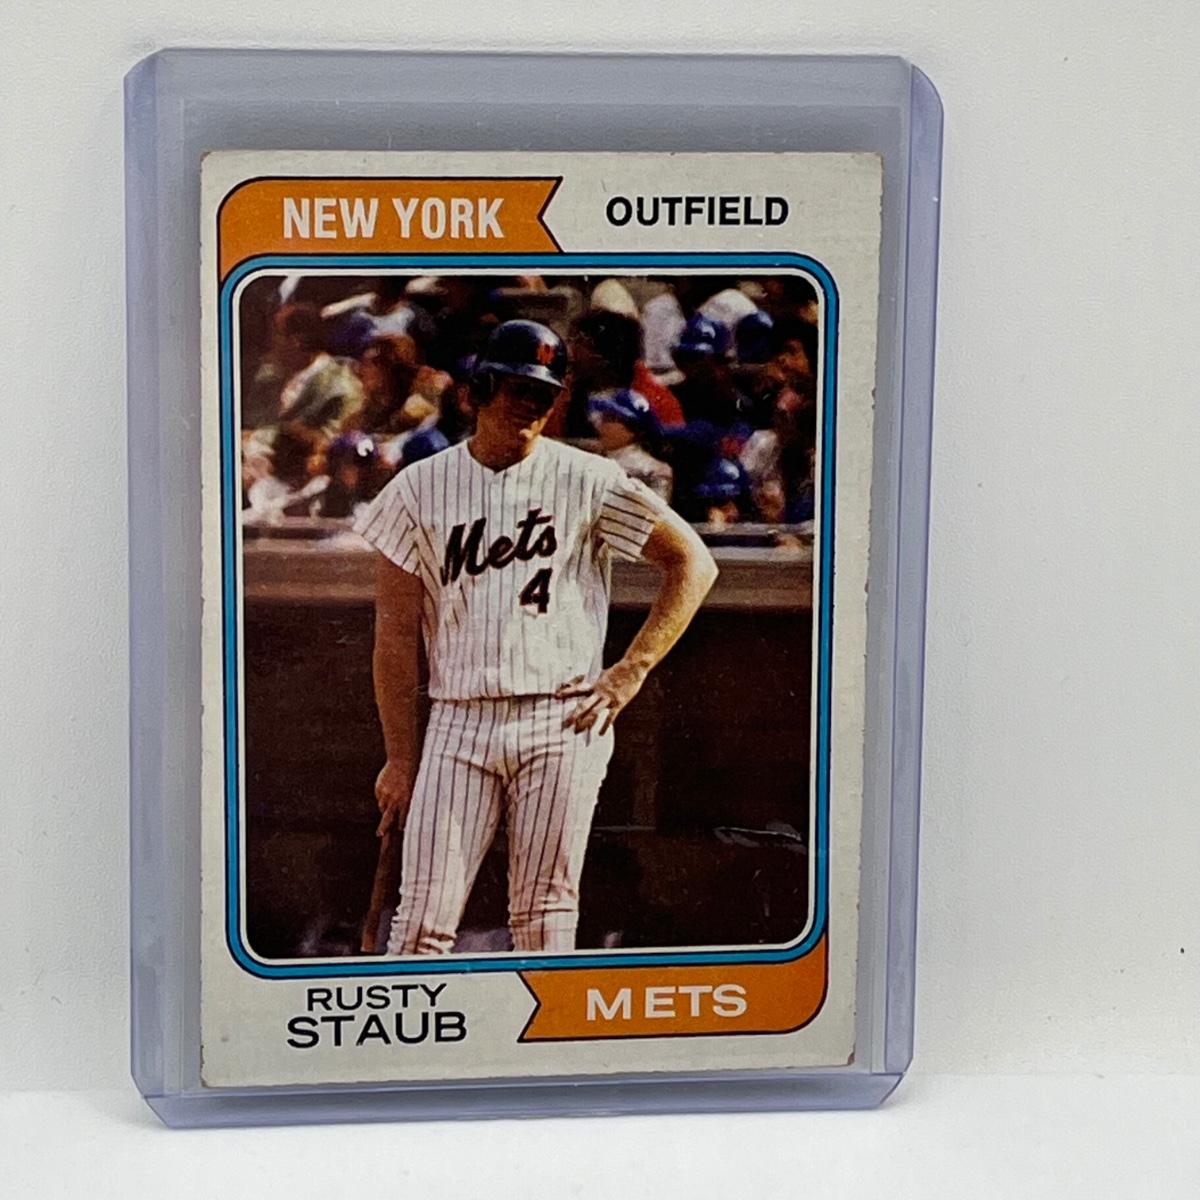 NEW YORK
OUTFIELD
Mets
4
RUSTY
STAUB
METS